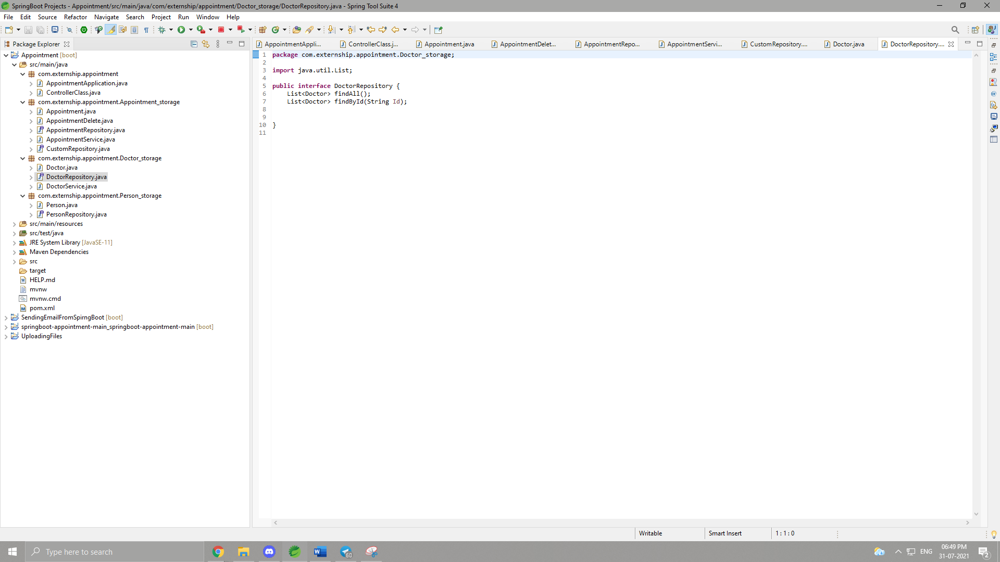 SpringBoot Projects - Appointment/src/main/java/com/externship/appointment/Doctor_storage/DoctorRepository.java - Spring Tool Suite 4
File Edit Source Refactor Navigate Search Project Run Window Help
Package Explorer
Appointment [boot]
src/main/java
com.externship.appointment
AppointmentApplication.java
ControllerClass.java
com.externship.appointment.Appointment_storage
Appointment.java
AppointmentDelete.java
AppointmentRepository.java
AppointmentService.java
CustomRepository.java
com.externship.appointment.Doctor_storage
Doctor.java
DoctorRepository.java
DoctorService.java
com.externship.appointment.Person_storage
Person.java
PersonRepository.java
src/main/resources
src/test/java
JRE System Library [JavaSE-11]
Maven Dependencies
src
target
HELP.md
mvnw
mvnw.cmd
pom.xml
SendingEmailFromSpirngBoot [boot]
springboot-appointment-main_springboot-appointment-main [boot]
UploadingFiles
AppointmentAppli... ControllerClass.j... Appointment.java AppointmentDelet... AppointmentRepo... AppointmentServi... CustomRepository.... Doctor.java DoctorRepository....
1 package com.externship.appointment.Doctor_storage;
2
3 import java.util.List;
4
5 public interface DoctorRepository {
6 List<Doctor> findAll();
7 List<Doctor> findById(String Id);
8
9
10 }
11
Writable Smart Insert 1 : 1 : 0
Type here to search
60
ENG
06:49 PM
31-07-2021
2